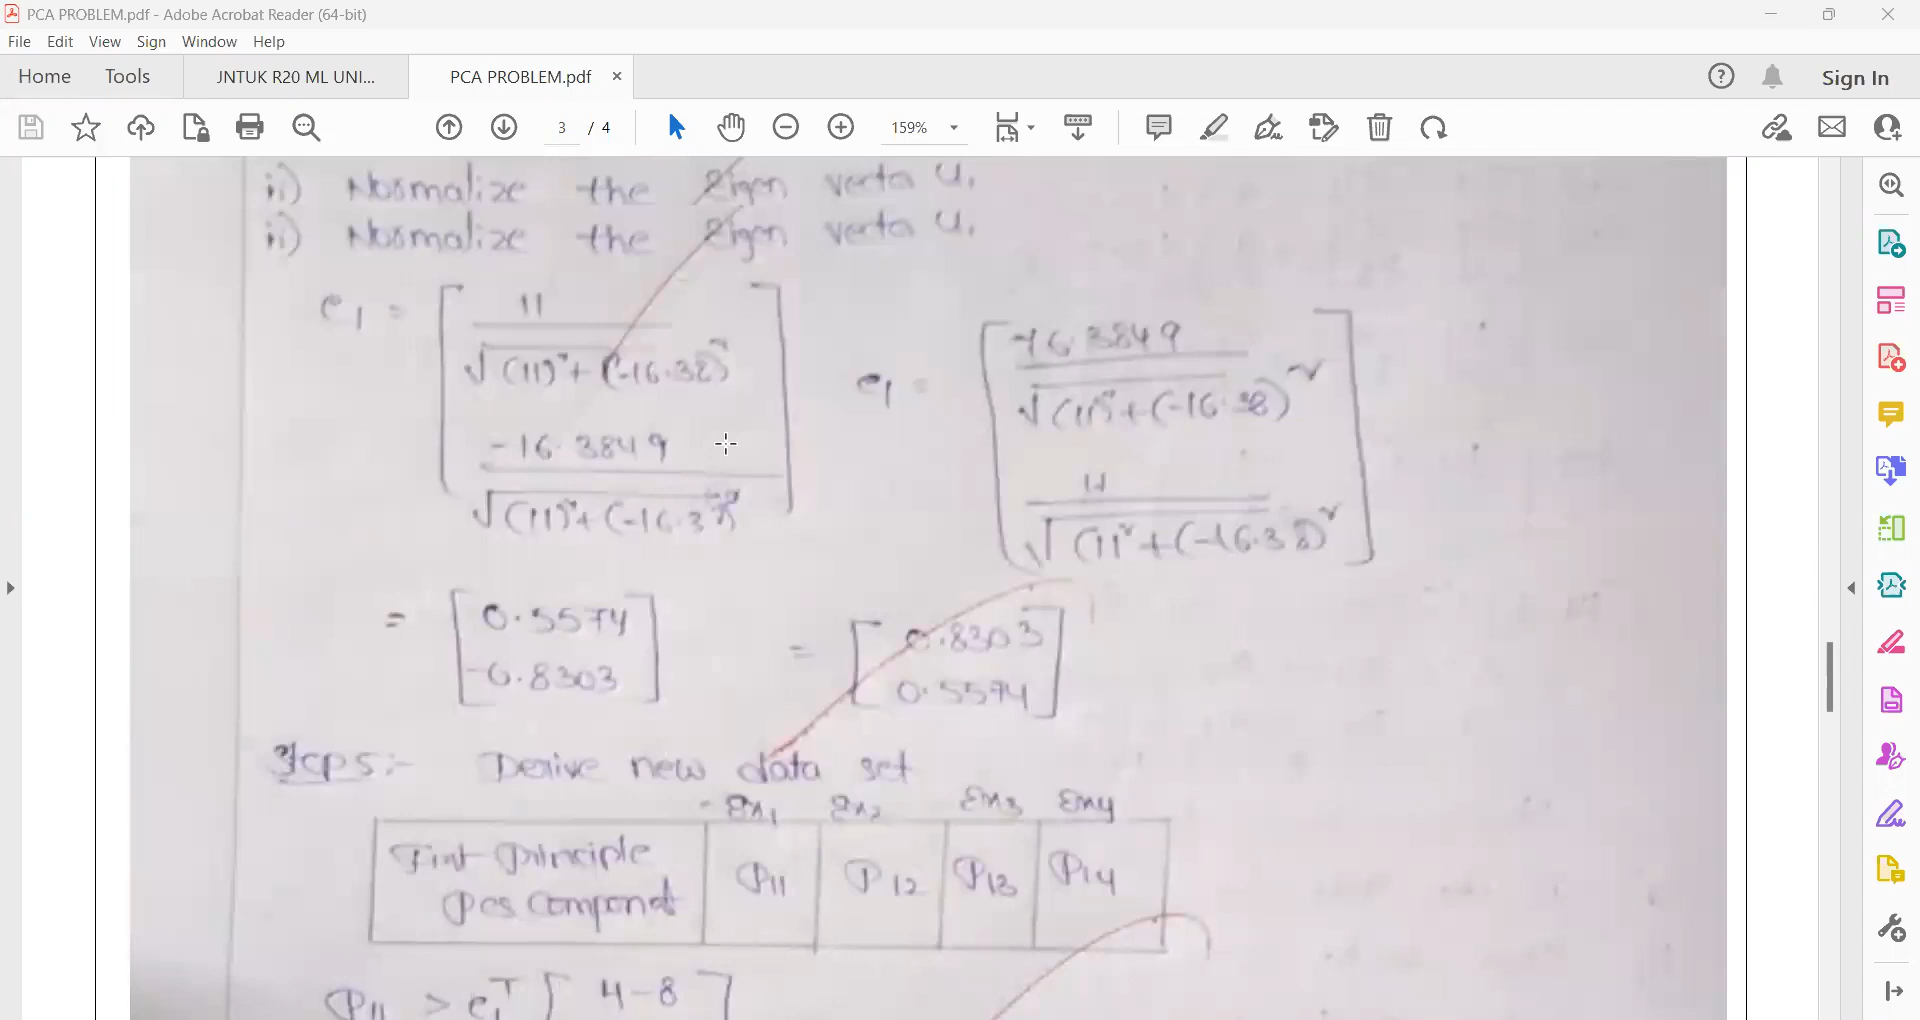 PCA PROBLEM.pdf - Adobe Acrobat Reader (64-bit)
File Edit View Sign Window Help
Home Tools JNTUK R20 ML UNI... PCA PROBLEM.pdf × Sign In
3 / 4 159%
ii) Normalize the Eigen vector U₁
ii) Normalize the Eigen vector U₁
e₁ = [ 11 / √(11)² + (-16.38)²
-16.3849 / √(11)² + (-16.38)² ]
e₁ = [ -16.3849 / √(11)² + (-16.38)²
11 / √(11)² + (-16.38)² ]
= [ 0.5574
-0.8303 ]
= [ 0.8303
0.5574 ]
Step5:- Derive new data set
Ex₁ Ex₂ Ex₃ Ex₄
First Principle P₁₁ P₁₂ P₁₃ P₁₄
Pcs Componat
P₁₁ > e₁ᵀ [ 4-8 ]